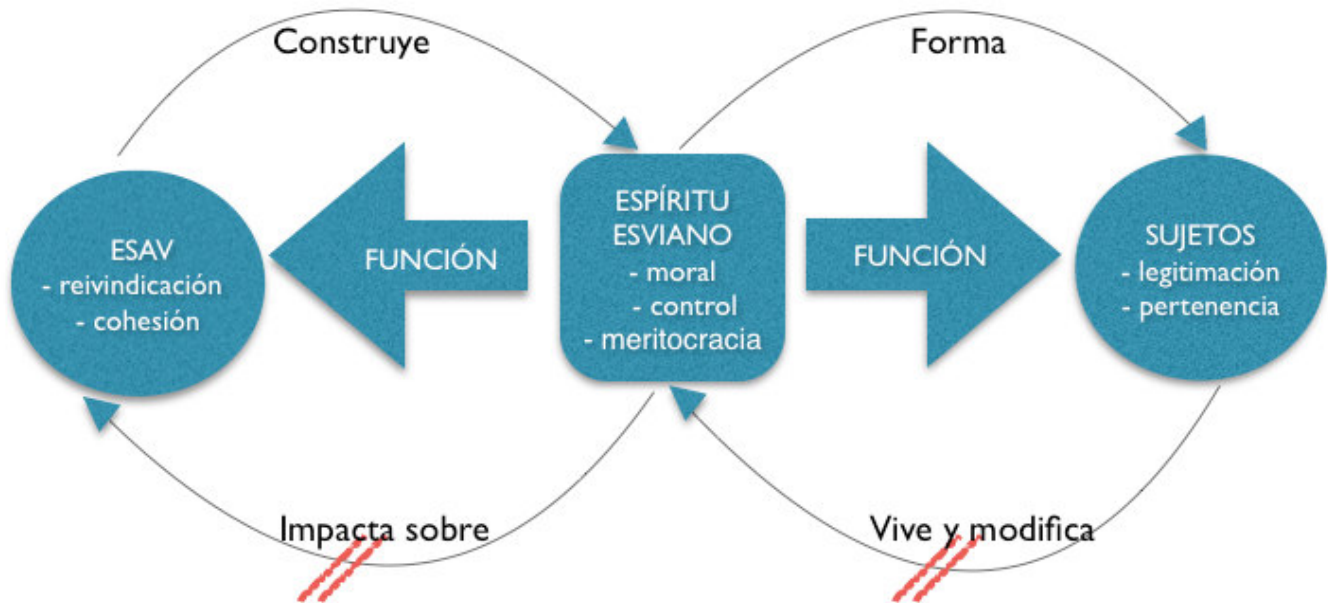 Construye
Forma
ESAV
- reivindicación
- cohesión
FUNCIÓN
ESPÍRITU
ESVIANO
- moral
- control
- meritocracia
FUNCIÓN
SUJETOS
- legitimación
- pertenencia
Impacta sobre
Vive y modifica